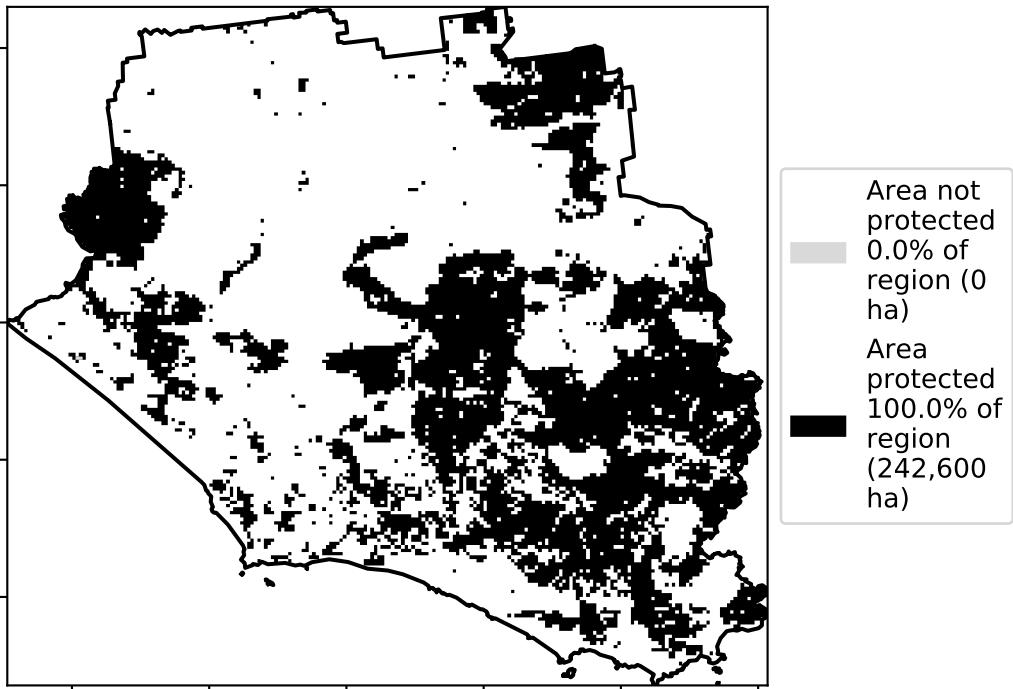 Area not
protected
0.0% of
region (0
ha)
Area
protected
100.0% of
region
(242,600
ha)